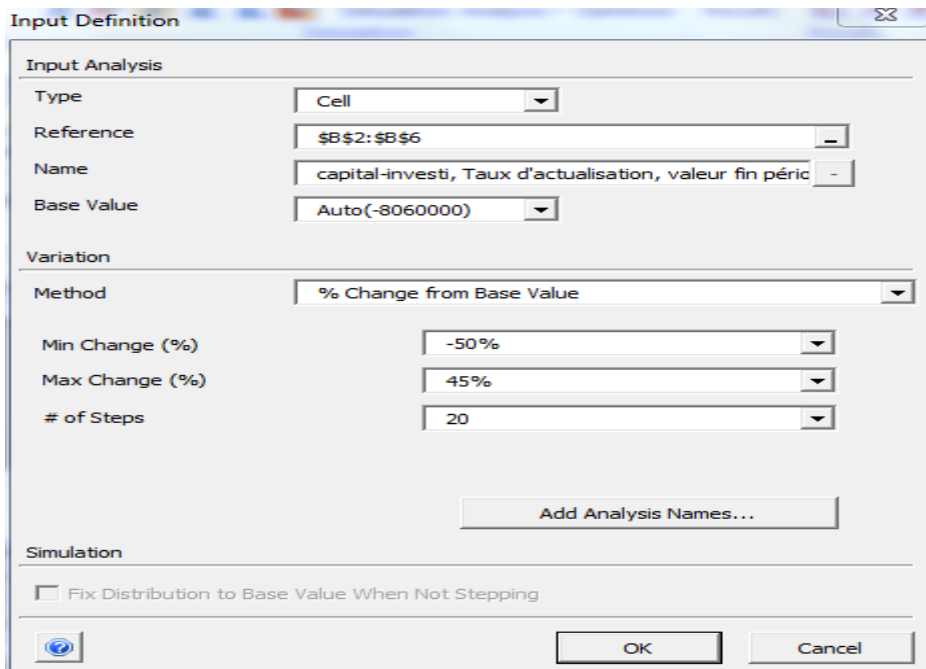 Input Definition
Input Analysis
Type Cell
Reference $B$2:$B$6
Name capital-investi, Taux d'actualisation, valeur fin péric -
Base Value Auto(-8060000)
Variation
Method % Change from Base Value
Min Change (%) -50%
Max Change (%) 45%
# of Steps 20
Add Analysis Names...
Simulation
Fix Distribution to Base Value When Not Stepping
OK Cancel